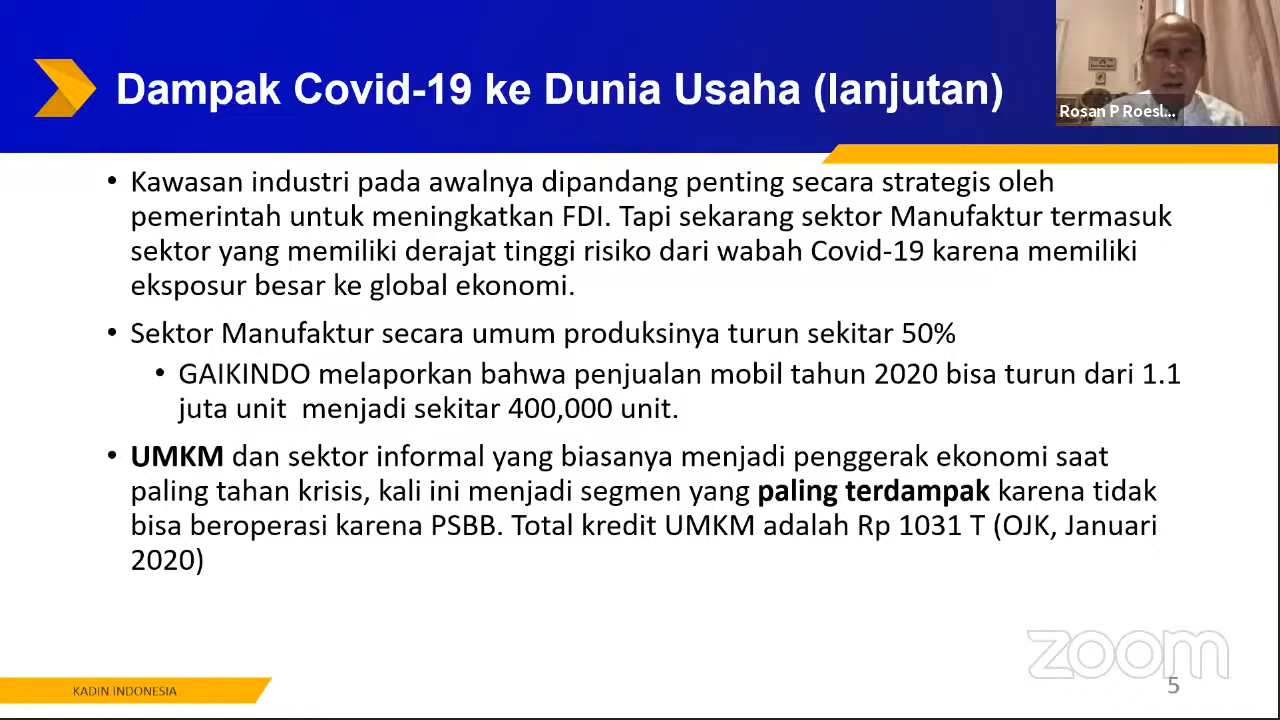 Dampak Covid-19 ke Dunia Usaha (lanjutan)
Rosan P Roesl...
• Kawasan industri pada awalnya dipandang penting secara strategis oleh
pemerintah untuk meningkatkan FDI. Tapi sekarang sektor Manufaktur termasuk
sektor yang memiliki derajat tinggi risiko dari wabah Covid-19 karena memiliki
eksposur besar ke global ekonomi.
• Sektor Manufaktur secara umum produksinya turun sekitar 50%
• GAIKINDO melaporkan bahwa penjualan mobil tahun 2020 bisa turun dari 1.1
juta unit menjadi sekitar 400,000 unit.
• UMKM dan sektor informal yang biasanya menjadi penggerak ekonomi saat
paling tahan krisis, kali ini menjadi segmen yang paling terdampak karena tidak
bisa beroperasi karena PSBB. Total kredit UMKM adalah Rp 1031 T (OJK, Januari
2020)
zoom
KADIN INDONESIA
5